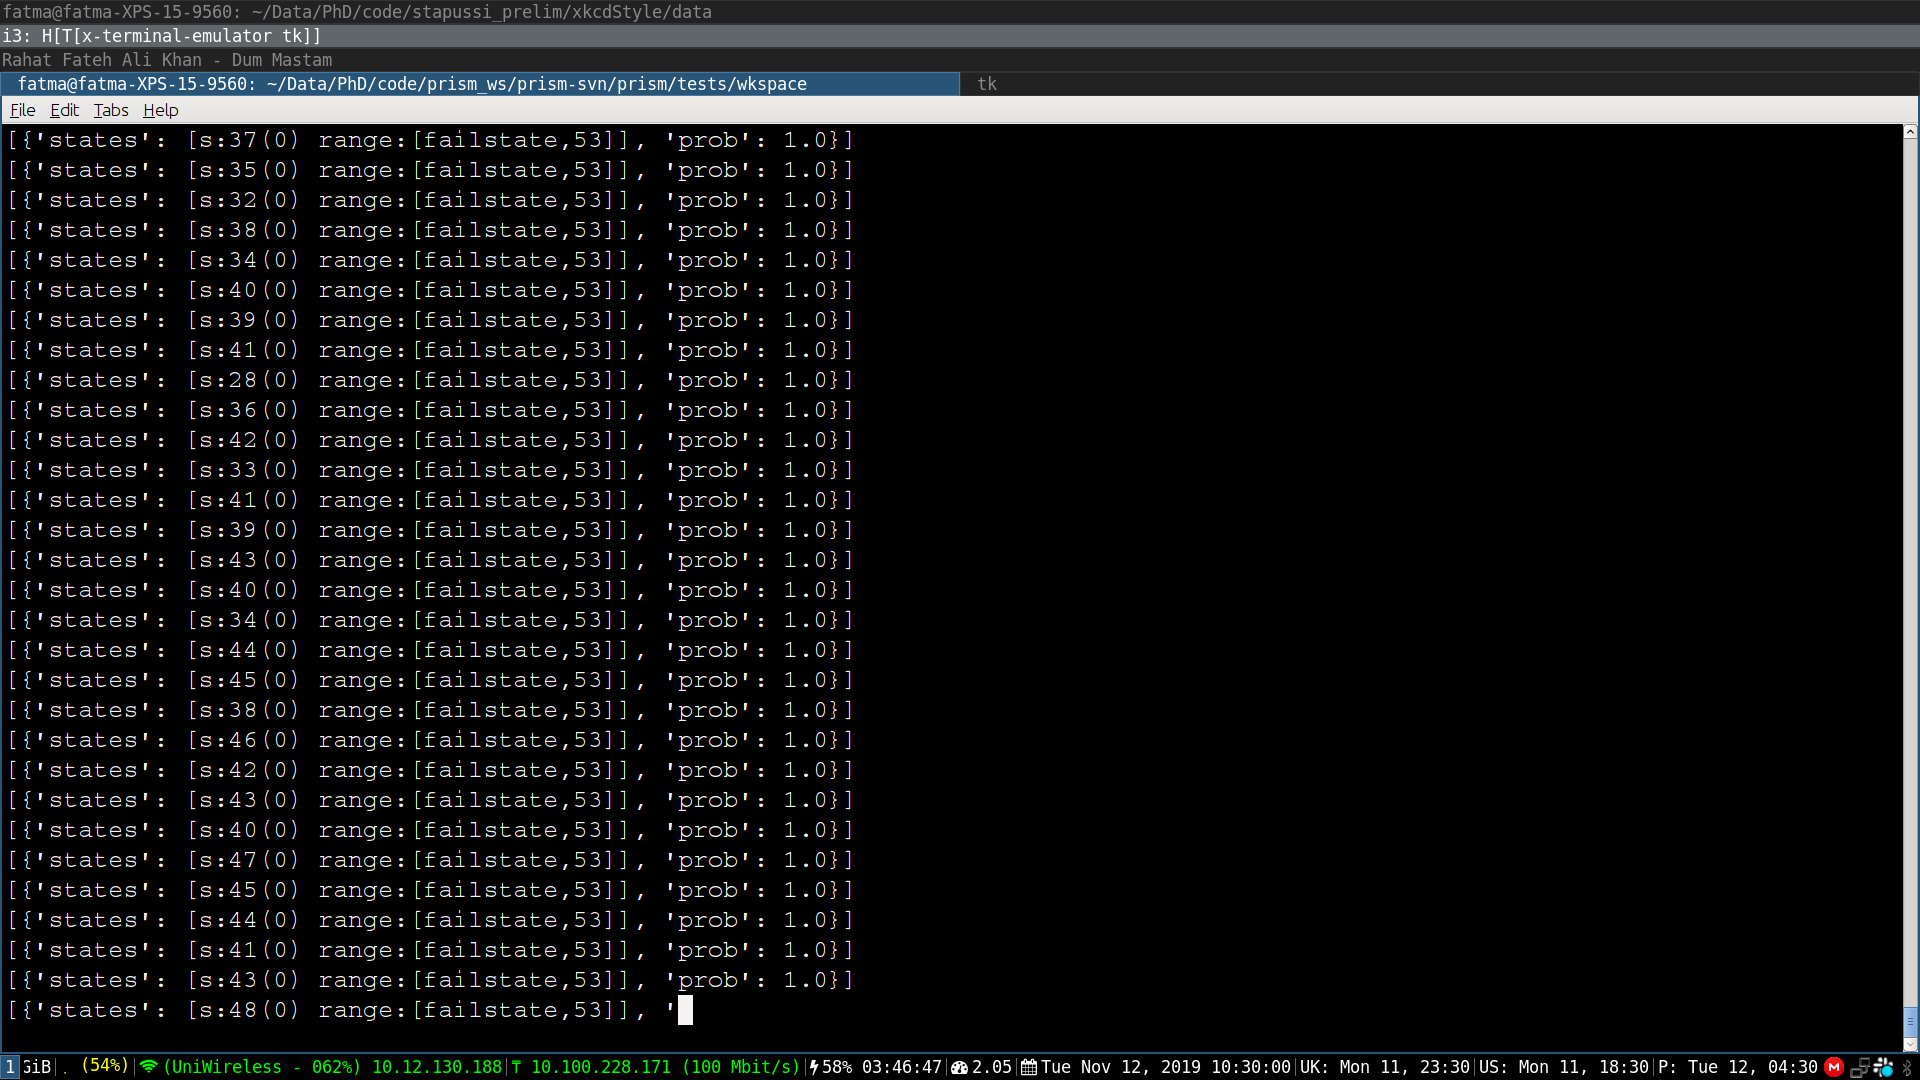 fatma@fatma-XPS-15-9560: ~/Data/PhD/code/stapussi_prelim/xkcdStyle/data
i3: H[T[x-terminal-emulator tk]]
Rahat Fateh Ali Khan - Dum Mastam
fatma@fatma-XPS-15-9560: ~/Data/PhD/code/prism_ws/prism-svn/prism/tests/wkspace tk
File Edit Tabs Help
[{'states': [s:37(0) range:[failstate,53]], 'prob': 1.0}]
[{'states': [s:35(0) range:[failstate,53]], 'prob': 1.0}]
[{'states': [s:32(0) range:[failstate,53]], 'prob': 1.0}]
[{'states': [s:38(0) range:[failstate,53]], 'prob': 1.0}]
[{'states': [s:34(0) range:[failstate,53]], 'prob': 1.0}]
[{'states': [s:40(0) range:[failstate,53]], 'prob': 1.0}]
[{'states': [s:39(0) range:[failstate,53]], 'prob': 1.0}]
[{'states': [s:41(0) range:[failstate,53]], 'prob': 1.0}]
[{'states': [s:28(0) range:[failstate,53]], 'prob': 1.0}]
[{'states': [s:36(0) range:[failstate,53]], 'prob': 1.0}]
[{'states': [s:42(0) range:[failstate,53]], 'prob': 1.0}]
[{'states': [s:33(0) range:[failstate,53]], 'prob': 1.0}]
[{'states': [s:41(0) range:[failstate,53]], 'prob': 1.0}]
[{'states': [s:39(0) range:[failstate,53]], 'prob': 1.0}]
[{'states': [s:43(0) range:[failstate,53]], 'prob': 1.0}]
[{'states': [s:40(0) range:[failstate,53]], 'prob': 1.0}]
[{'states': [s:34(0) range:[failstate,53]], 'prob': 1.0}]
[{'states': [s:44(0) range:[failstate,53]], 'prob': 1.0}]
[{'states': [s:45(0) range:[failstate,53]], 'prob': 1.0}]
[{'states': [s:38(0) range:[failstate,53]], 'prob': 1.0}]
[{'states': [s:46(0) range:[failstate,53]], 'prob': 1.0}]
[{'states': [s:42(0) range:[failstate,53]], 'prob': 1.0}]
[{'states': [s:43(0) range:[failstate,53]], 'prob': 1.0}]
[{'states': [s:40(0) range:[failstate,53]], 'prob': 1.0}]
[{'states': [s:47(0) range:[failstate,53]], 'prob': 1.0}]
[{'states': [s:45(0) range:[failstate,53]], 'prob': 1.0}]
[{'states': [s:44(0) range:[failstate,53]], 'prob': 1.0}]
[{'states': [s:41(0) range:[failstate,53]], 'prob': 1.0}]
[{'states': [s:43(0) range:[failstate,53]], 'prob': 1.0}]
[{'states': [s:48(0) range:[failstate,53]], '
1 GiB|. (54%)|(UniWireless - 062%) 10.12.130.188|10.100.228.171 (100 Mbit/s)|58% 03:46:47|2.05|Tue Nov 12, 2019 10:30:00|UK: Mon 11, 23:30|US: Mon 11, 18:30|P: Tue 12, 04:30 M